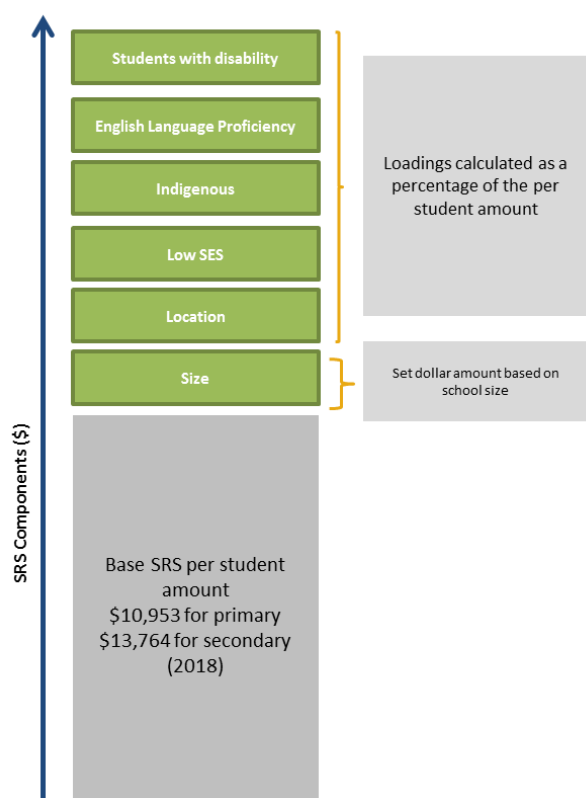 Students with disability
English Language Proficiency
Indigenous
Low SES
Location
Size
Loadings calculated as a
percentage of the per
student amount
Set dollar amount based on
school size
SRS Components ($)
Base SRS per student
amount
$10,953 for primary
$13,764 for secondary
(2018)